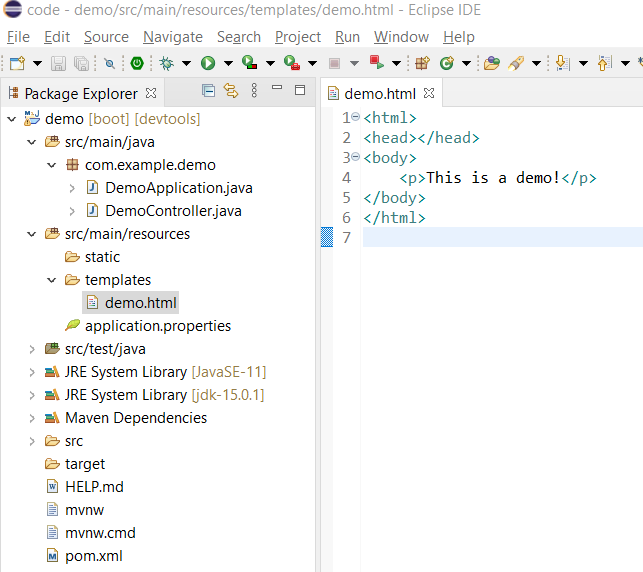 code - demo/src/main/resources/templates/demo.html - Eclipse IDE
File Edit Source Navigate Search Project Run Window Help
Package Explorer
demo [boot] [devtools]
src/main/java
com.example.demo
DemoApplication.java
DemoController.java
src/main/resources
static
templates
demo.html
application.properties
src/test/java
JRE System Library [JavaSE-11]
JRE System Library [jdk-15.0.1]
Maven Dependencies
src
target
HELP.md
mvnw
mvnw.cmd
pom.xml
demo.html
1 <html>
2 <head></head>
3 <body>
4     <p>This is a demo!</p>
5 </body>
6 </html>
7